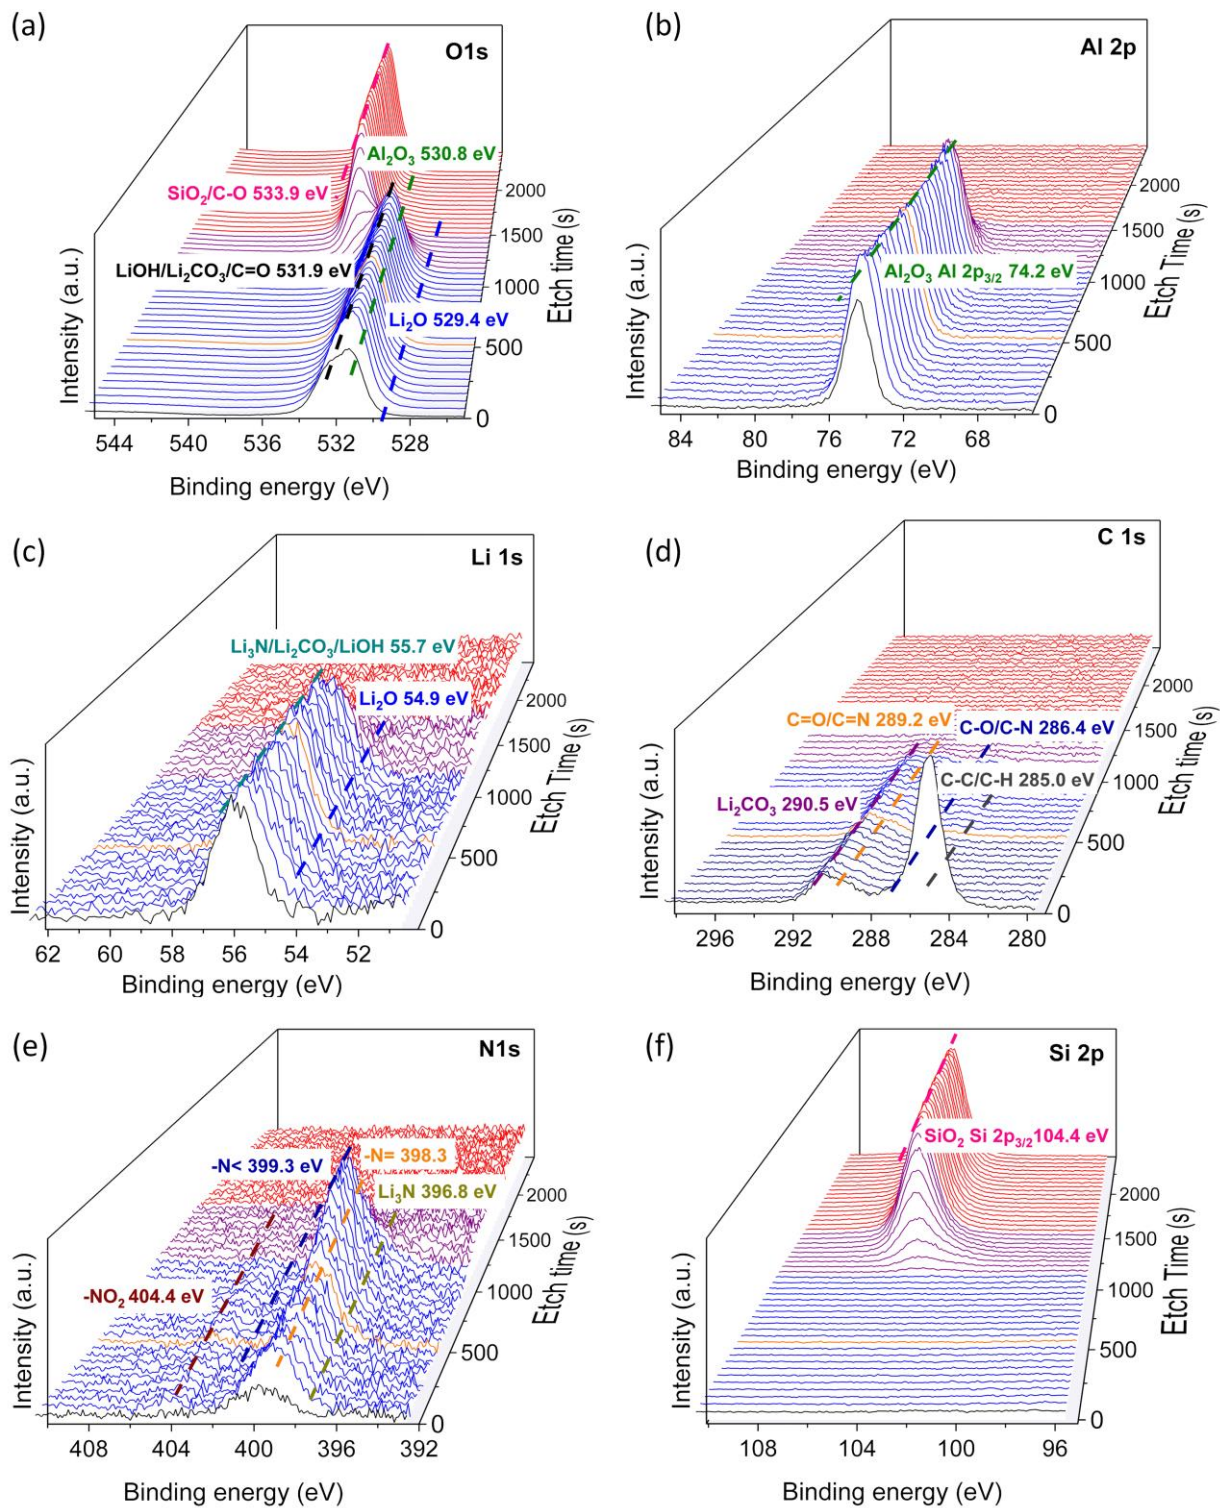 (a)
O1s
Al₂O₃ 530.8 eV
SiO₂/C-O 533.9 eV
LiOH/Li₂CO₃/C=O 531.9 eV
Li₂O 529.4 eV
Intensity (a.u.)
Etch time (s)
2000
1500
1000
500
0
544 540 536 532 528
Binding energy (eV)
(b)
Al 2p
Al₂O₃ Al 2p₃/₂ 74.2 eV
Intensity (a.u.)
Etch Time (s)
2000
1500
1000
500
0
84 80 76 72 68
Binding energy (eV)
(c)
Li 1s
Li₃N/Li₂CO₃/LiOH 55.7 eV
Li₂O 54.9 eV
Intensity (a.u.)
Etch Time (s)
2000
1500
1000
500
0
62 60 58 56 54 52
Binding energy (eV)
(d)
C 1s
C=O/C=N 289.2 eV
C-O/C-N 286.4 eV
C-C/C-H 285.0 eV
Li₂CO₃ 290.5 eV
Intensity (a.u.)
Etch Time (s)
2000
1500
1000
500
0
296 292 288 284 280
Binding energy (eV)
(e)
N1s
-N= 398.3
-N< 399.3 eV
Li₃N 396.8 eV
-NO₂ 404.4 eV
Intensity (a.u.)
Etch time (s)
2000
1500
1000
500
0
408 404 400 396 392
Binding energy (eV)
(f)
Si 2p
SiO₂ Si 2p₃/₂104.4 eV
Intensity (a.u.)
Etch Time (s)
2000
1500
1000
500
0
108 104 100 96
Binding energy (eV)